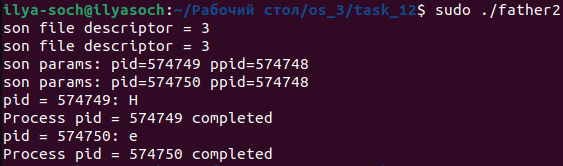 ilya-soch@ilyasoch:~/Рабочий стол/os_3/task_12$ sudo ./father2
son file descriptor = 3
son file descriptor = 3
son params: pid=574749 ppid=574748
son params: pid=574750 ppid=574748
pid = 574749: H
Process pid = 574749 completed
pid = 574750: e
Process pid = 574750 completed